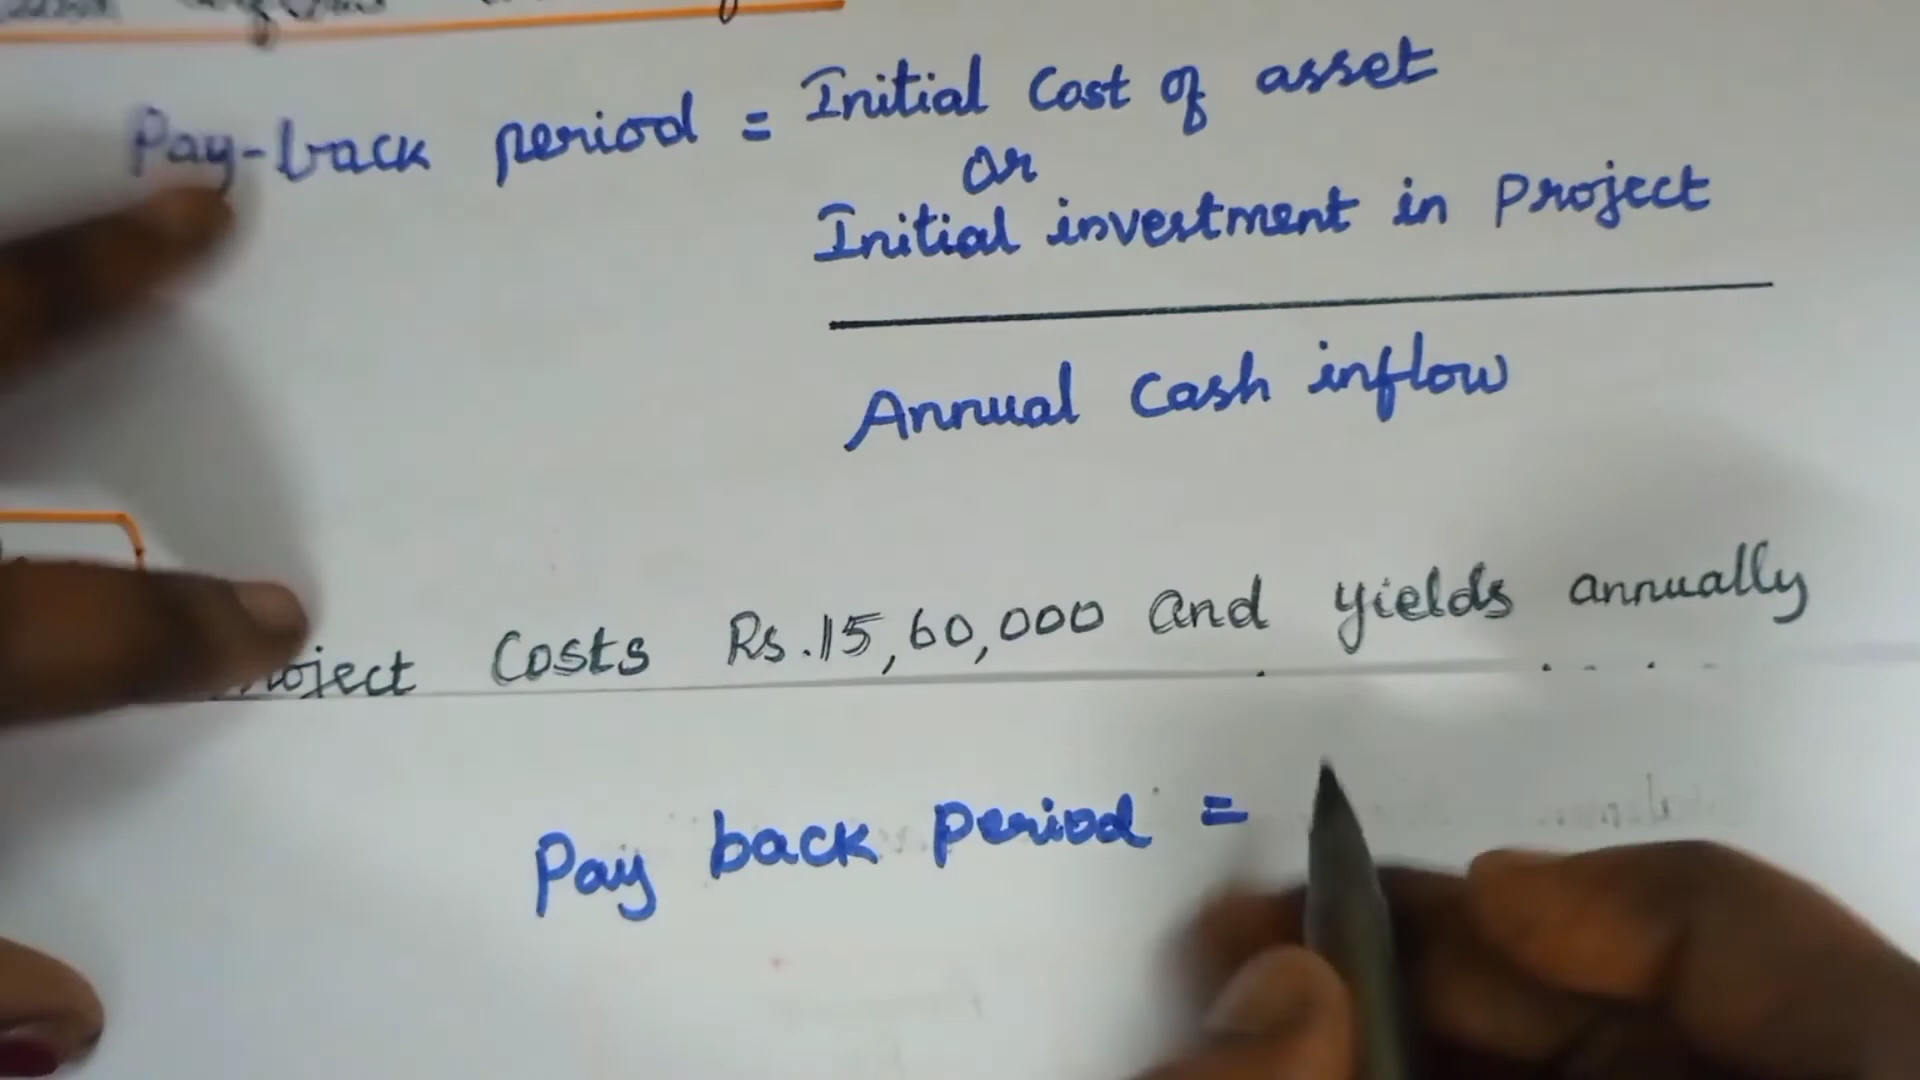 Pay-back period = Initial Cost of asset
or
Initial investment in Project
Annual Cash inflow
Costs Rs.15,60,000 and yields annually
Pay back Period =